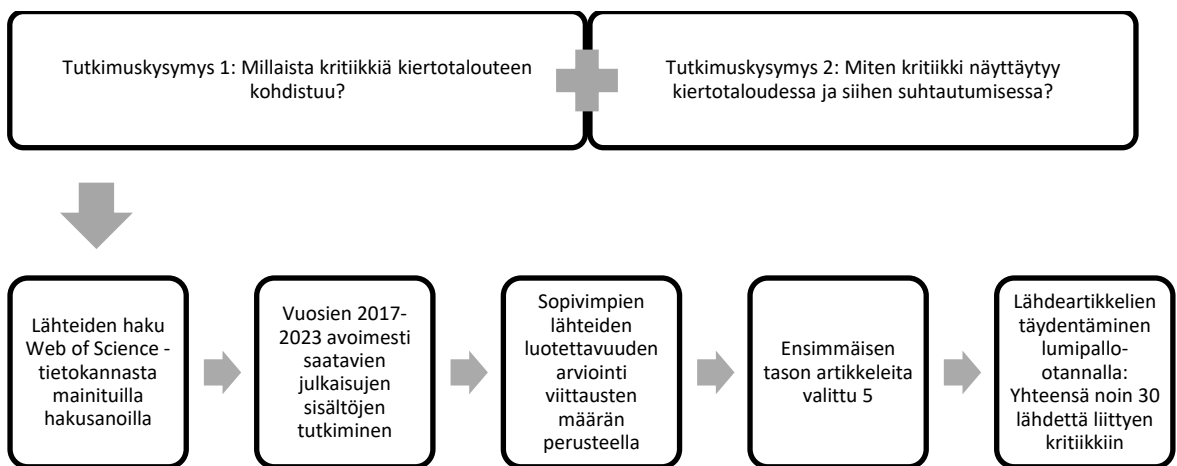 Tutkimuskysymys 1: Millaista kritiikkiä kiertotalouteen
kohdistuu?
Tutkimuskysymys 2: Miten kritiikki näyttäytyy
kiertotaloudessa ja siihen suhtautumisessa?
Lähteiden haku
Web of Science -
tietokannasta
mainituilla
hakusanoilla
Vuosien 2017-
2023 avoimesti
saatavien
julkaisujen
sisältöjen
tutkiminen
Sopivimpien
lähteiden
luotettavuuden
arviointi
viittausten
määrän
perusteella
Ensimmäisen
tason artikkeleita
valittu 5
Lähdeartikkelien
täydentäminen
lumipallo-
otannalla:
Yhteensä noin 30
lähdettä liittyen
kritiikkiin